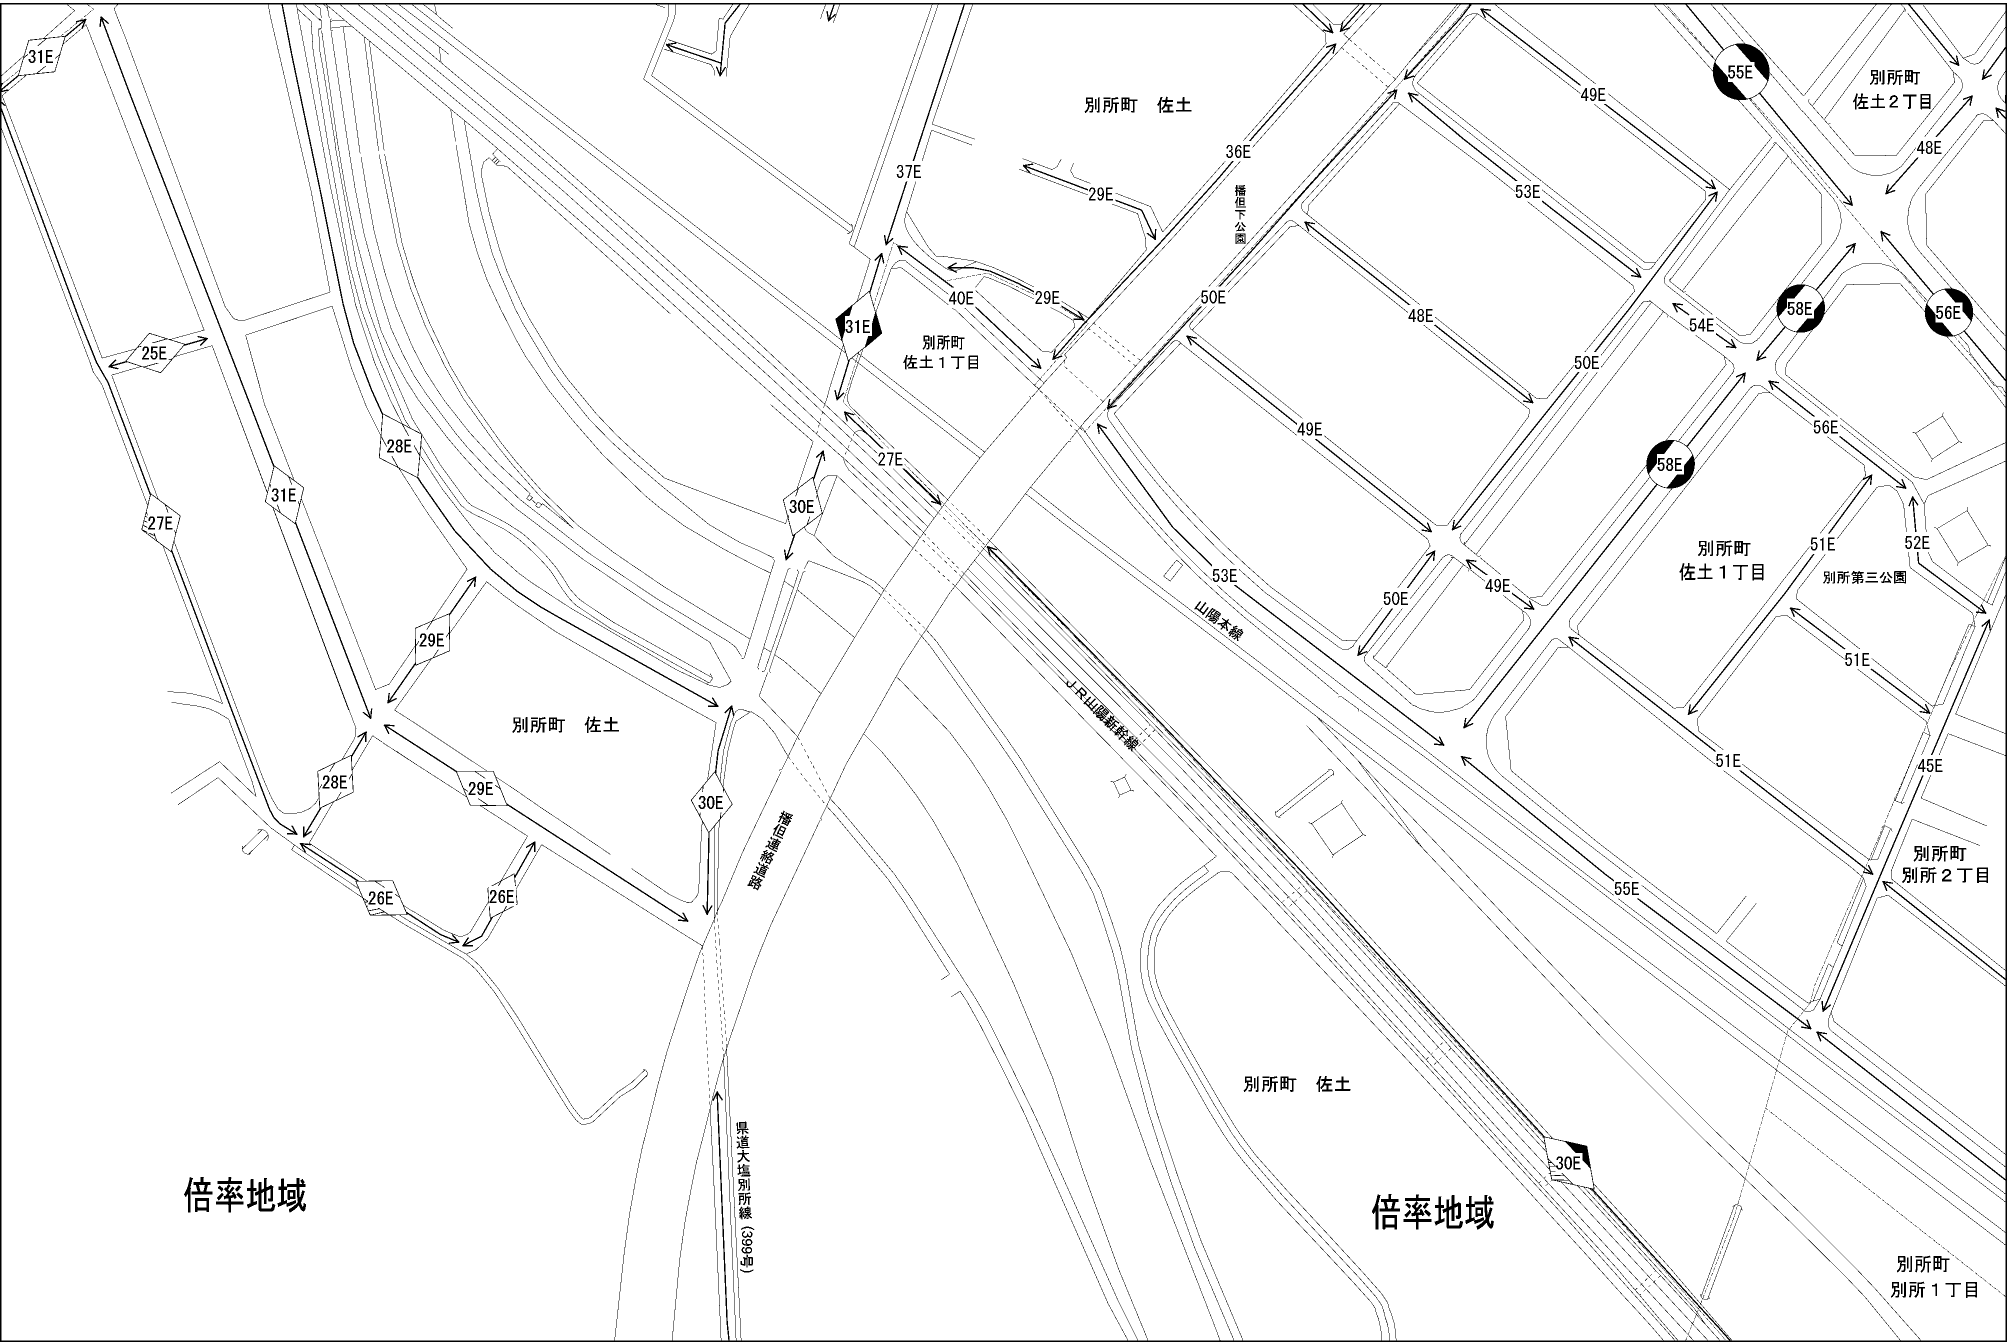 31E
55E
別所町
佐土２丁目
49E
別所町　佐土
48E
36E
37E
29E
53E
播但下公園
50E
40E
29E
58E
56E
48E
31E
54E
別所町
佐土１丁目
25E
50E
56E
49E
28E
27E
58E
31E
30E
27E
51E
52E
別所町
佐土１丁目
別所第三公園
53E
49E
50E
山陽本線
29E
51E
ＪＲ山陽新幹線
別所町　佐土
51E
45E
28E
29E
30E
播但連絡道路
別所町
別所２丁目
55E
26E
26E
別所町　佐土
県道大塩別所線(399号)
30E
倍率地域
倍率地域
別所町
別所１丁目